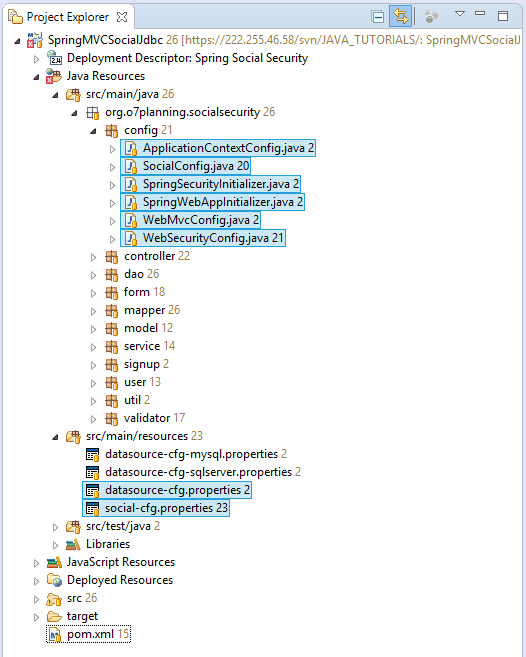 Project Explorer
SpringMVCSocialJdbc 26 [https://222.255.46.58/svn/JAVA_TUTORIALS/: SpringMVCSocialJ
Deployment Descriptor: Spring Social Security
Java Resources
src/main/java 26
org.o7planning.socialsecurity 26
config 21
ApplicationContextConfig.java 2
SocialConfig.java 20
SpringSecurityInitializer.java 2
SpringWebAppInitializer.java 2
WebMvcConfig.java 2
WebSecurityConfig.java 21
controller 22
dao 26
form 18
mapper 26
model 12
service 14
signup 2
user 13
util 2
validator 17
src/main/resources 23
datasource-cfg-mysql.properties 2
datasource-cfg-sqlserver.properties 2
datasource-cfg.properties 2
social-cfg.properties 23
src/test/java 2
Libraries
JavaScript Resources
Deployed Resources
src 26
target
pom.xml 15